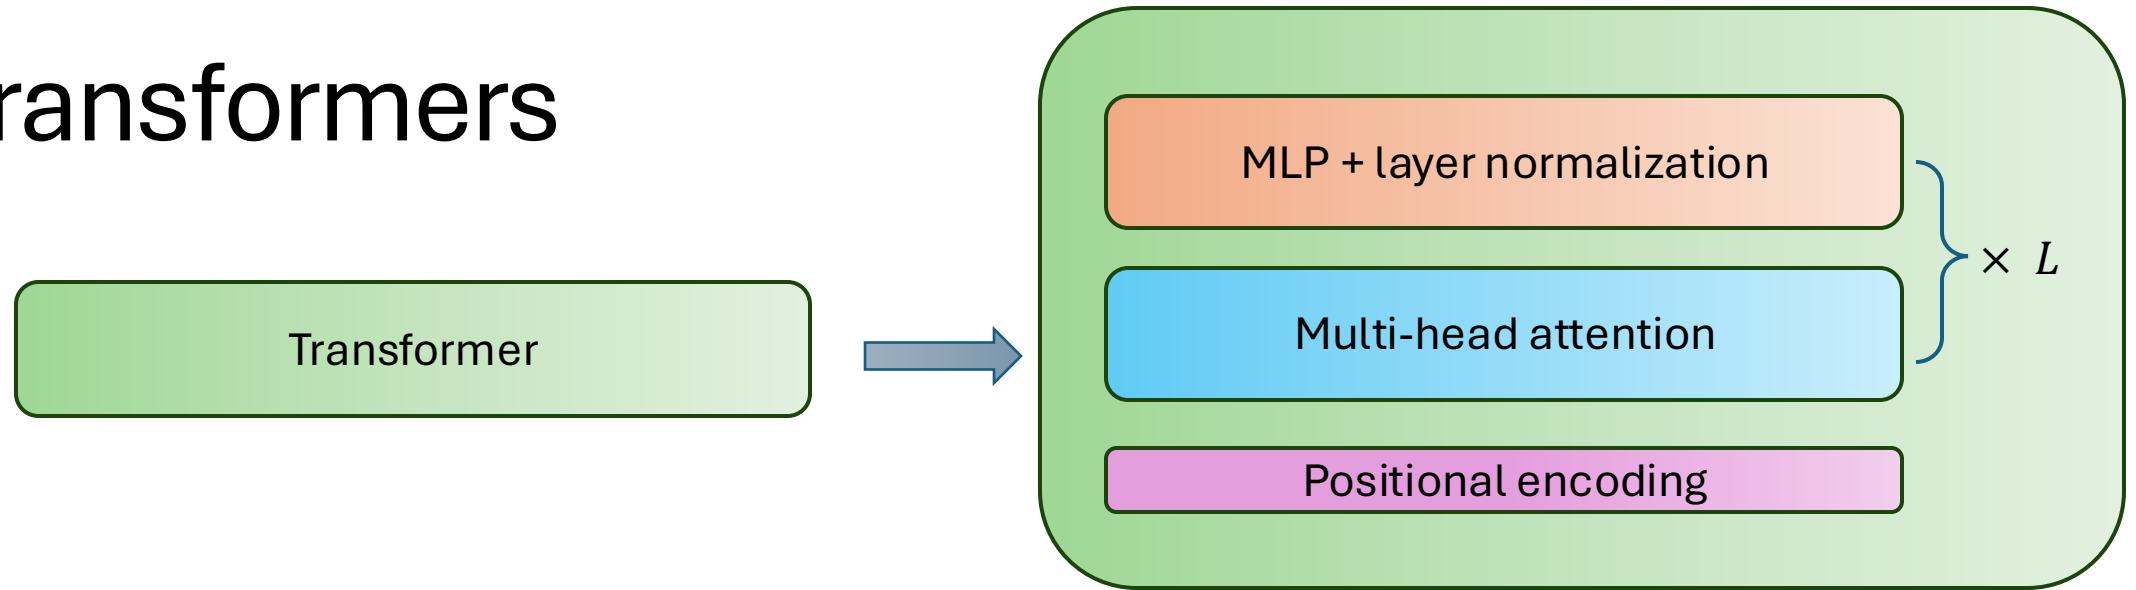 ransformers
MLP + layer normalization
× L
Multi-head attention
Transformer
Positional encoding